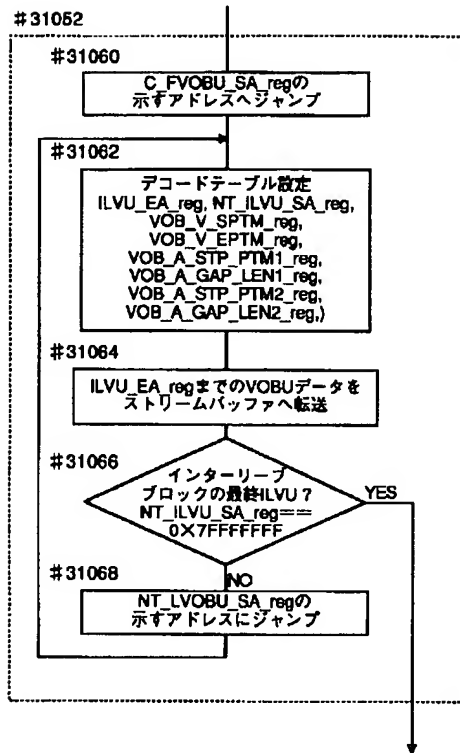 #31052
#31060
C_FVOBU_SA_regの
示すアドレスへジャンプ
#31062
デコードテーブル設定
ILVU_EA_reg, NT_ILVU_SA_reg,
VOB_V_SPTM_reg,
VOB_V_EPTM_reg,
VOB_A_STP_PTM1_reg,
VOB_A_GAP_LEN1_reg,
VOB_A_STP_PTM2_reg,
VOB_A_GAP_LEN2_reg,)
#31064
ILVU_EA_regまでのVOBUデータを
ストリームバッファへ転送
#31066
インターリーブ
ブロックの最終ILVU?
NT_ILVU_SA_reg==
0X7FFFFFFF
YES
NO
#31068
NT_LVOBU_SA_regの
示すアドレスにジャンプ